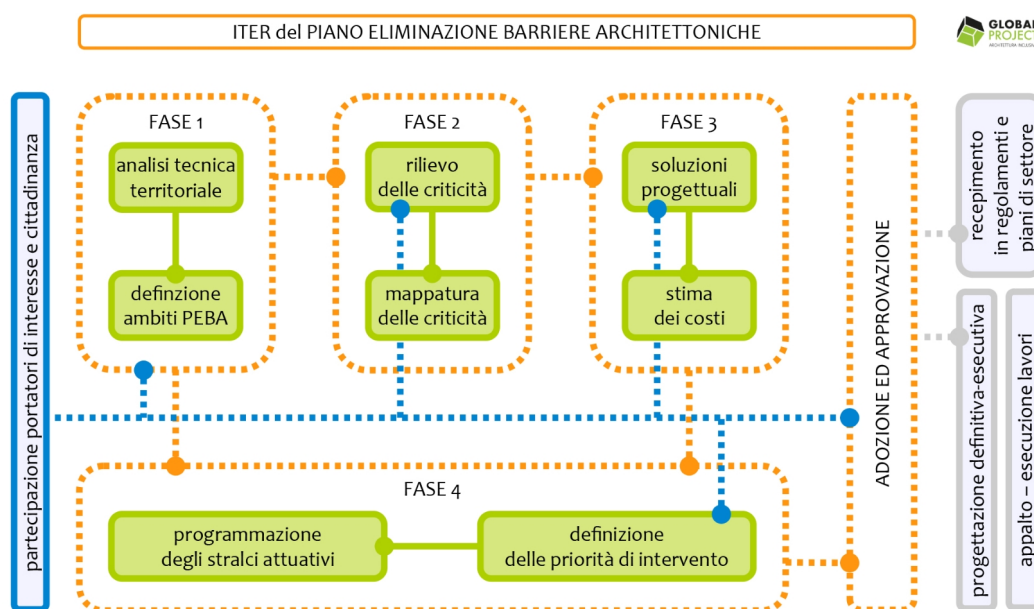 ITER del PIANO ELIMINAZIONE BARRIERE ARCHITETTONICHE
GLOBAL
PROJECT
partecipazione portatori di interesse e cittadinanza
FASE 1
analisi tecnica
territoriale
definzione
ambiti PEBA
FASE 2
rilievo
delle criticità
mappatura
delle criticità
FASE 3
soluzioni
progettuali
stima
dei costi
FASE 4
programmazione
degli stralci attuativi
definizione
delle priorità di intervento
ADOZIONE ED APPROVAZIONE
recepimento
in regolamenti e
piani di settore
progettazione definitiva-esecutiva
appalto – esecuzione lavori